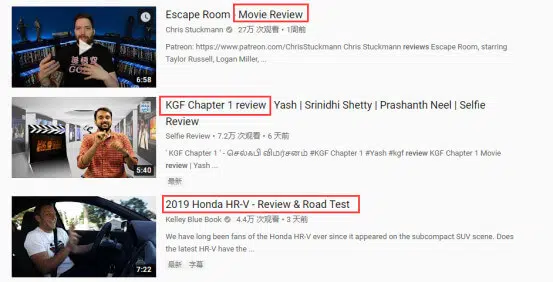 Escape Room Movie Review
Chris Stuckmann 27万 次观看 • 1周前
Patreon: https://www.patreon.com/ChrisStuckmann Chris Stuckmann reviews Escape Room, starring
Taylor Russell, Logan Miller, ...
6:58
KGF Chapter 1 review Yash | Srinidhi Shetty | Prashanth Neel | Selfie
Review
Selfie Review • 7.2万 次观看 • 6 天前
' KGF Chapter 1 ' - செல்ஃபி விமர்சனம் #KGF Chapter 1 #Yash #kgf review KGF Chapter 1 Movie
review | Yash ...
最新
5:40
2019 Honda HR-V - Review & Road Test
Kelley Blue Book 4.4万 次观看 • 3 天前
We have long been fans of the Honda HR-V ever since it appeared on the subcompact SUV scene. Does
the latest HR-V have the ...
最新 字幕
7:22